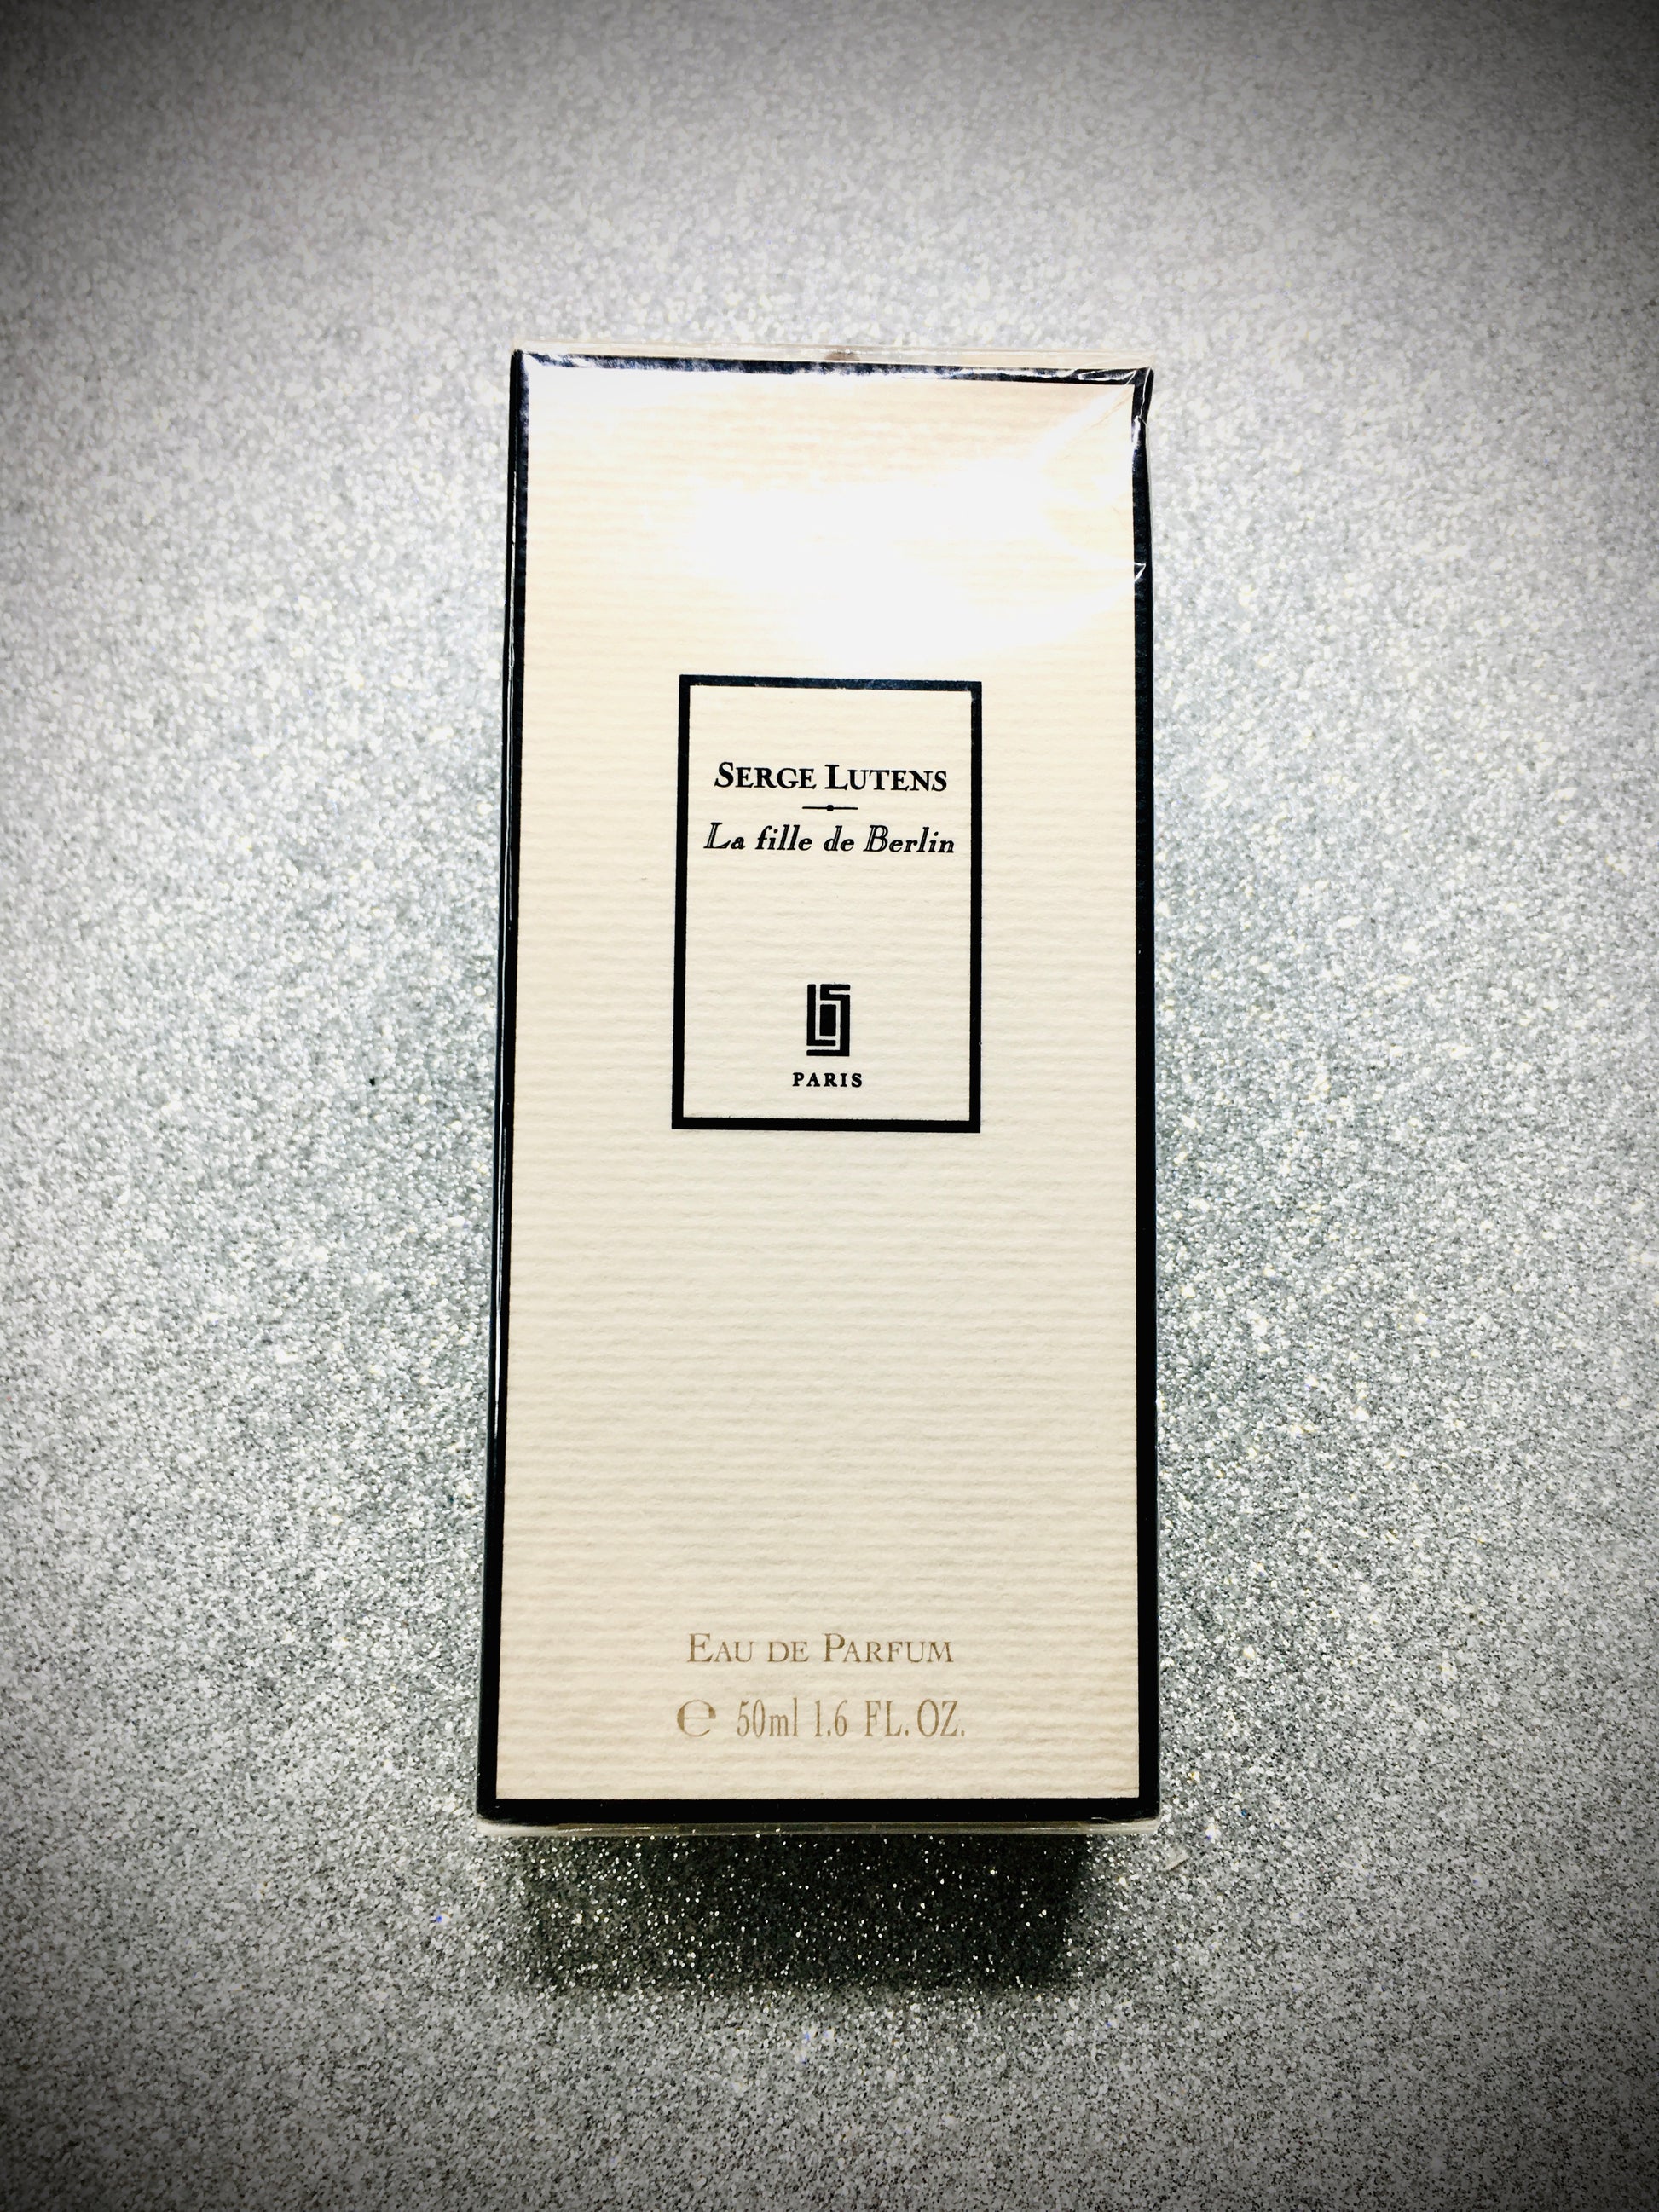 SERGE LUTENS
La fille de Berlin
PARIS
EAU DE PARFUM
℮ 50ml 1.6 FL. OZ.